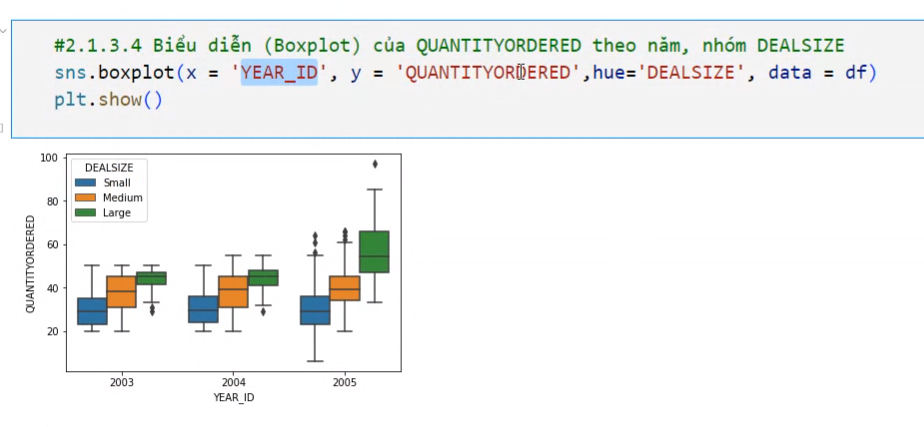 #2.1.3.4 Biểu diễn (Boxplot) của QUANTITYORDERED theo năm, nhóm DEALSIZE
sns.boxplot(x = 'YEAR_ID', y = 'QUANTITYORDERED',hue='DEALSIZE', data = df)
plt.show()
100
80
60
40
20
QUANTITYORDERED
DEALSIZE
Small
Medium
Large
2003 2004 2005
YEAR_ID